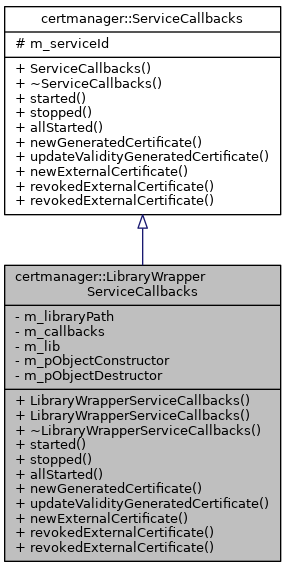 certmanager::ServiceCallbacks
# m_serviceId
+ ServiceCallbacks()
+ ~ServiceCallbacks()
+ started()
+ stopped()
+ allStarted()
+ newGeneratedCertificate()
+ updateValidityGeneratedCertificate()
+ newExternalCertificate()
+ revokedExternalCertificate()
+ revokedExternalCertificate()
certmanager::LibraryWrapper
ServiceCallbacks
- m_libraryPath
- m_callbacks
- m_lib
- m_pObjectConstructor
- m_pObjectDestructor
+ LibraryWrapperServiceCallbacks()
+ LibraryWrapperServiceCallbacks()
+ ~LibraryWrapperServiceCallbacks()
+ started()
+ stopped()
+ allStarted()
+ newGeneratedCertificate()
+ updateValidityGeneratedCertificate()
+ newExternalCertificate()
+ revokedExternalCertificate()
+ revokedExternalCertificate()